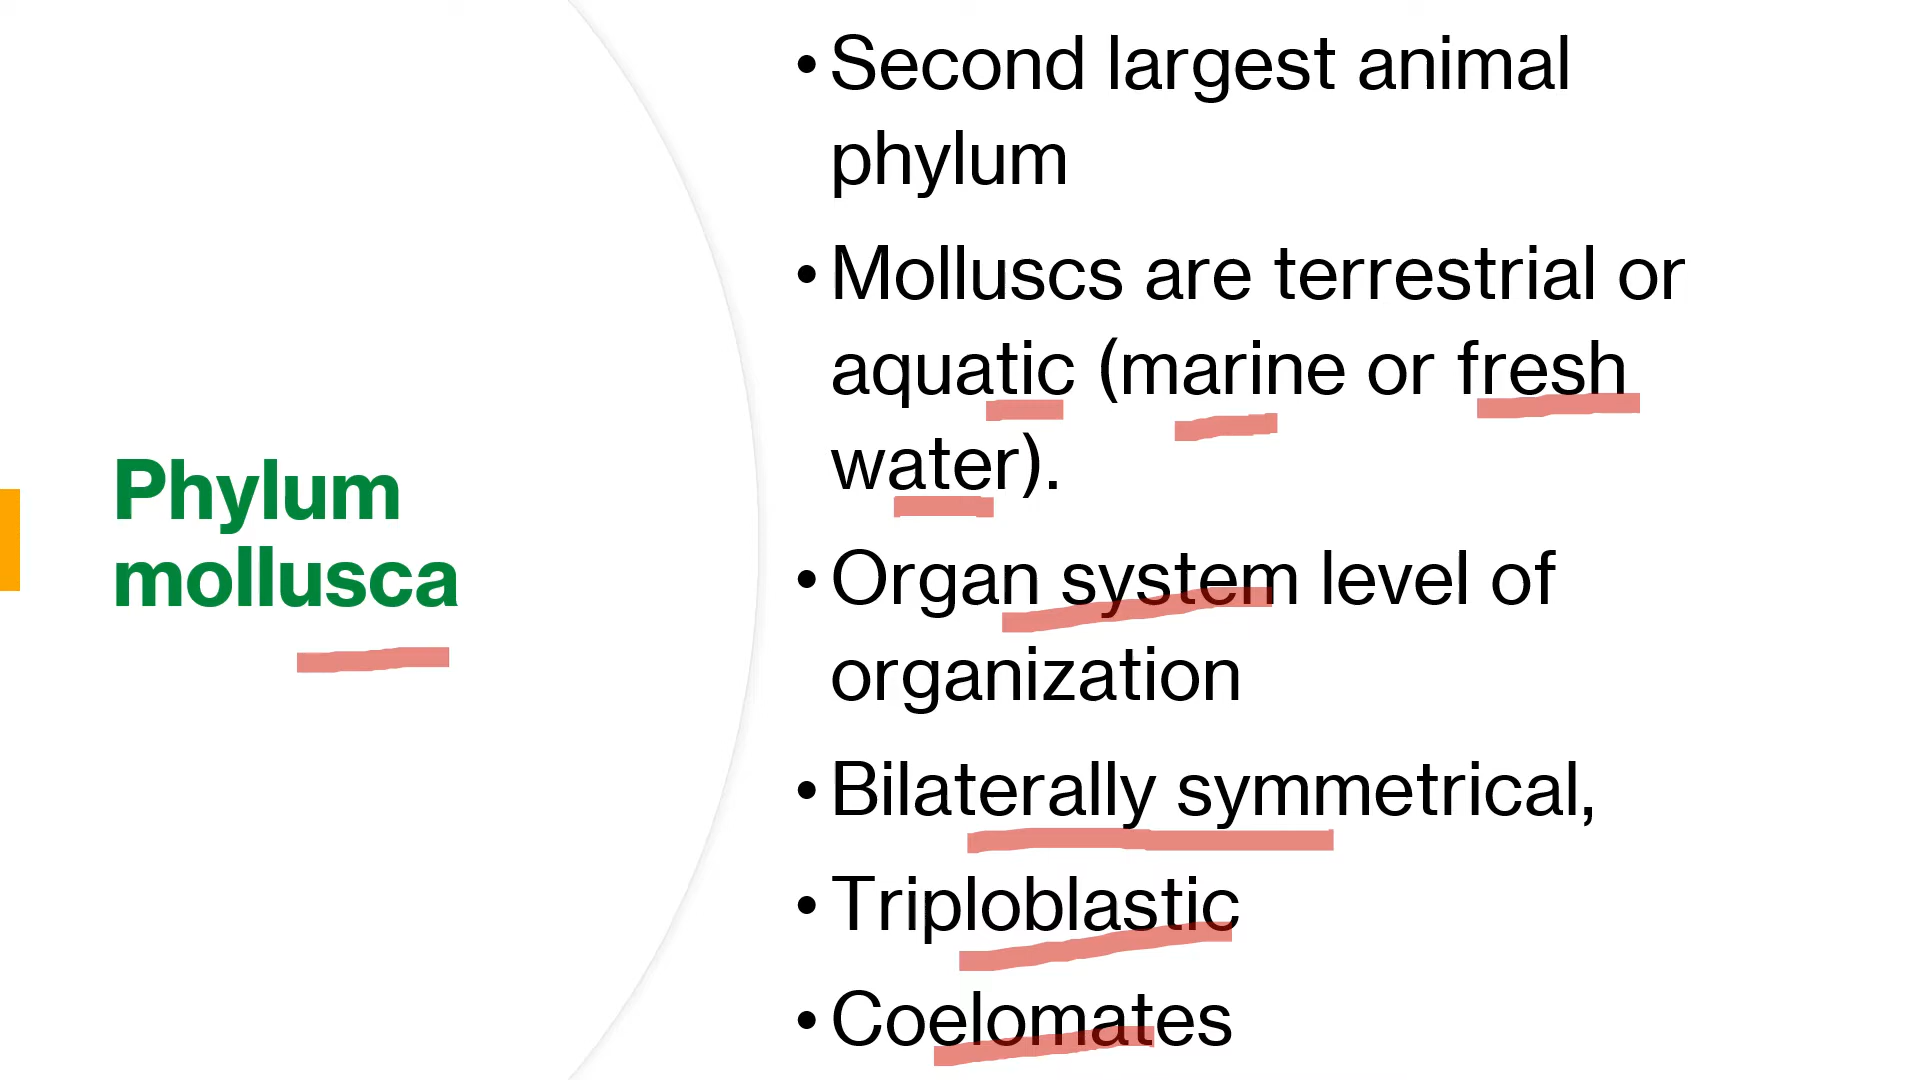 Phylum
mollusca
•Second largest animal
phylum
•Molluscs are terrestrial or
aquatic (marine or fresh
water).
•Organ system level of
organization
•Bilaterally symmetrical,
•Triploblastic
•Coelomates